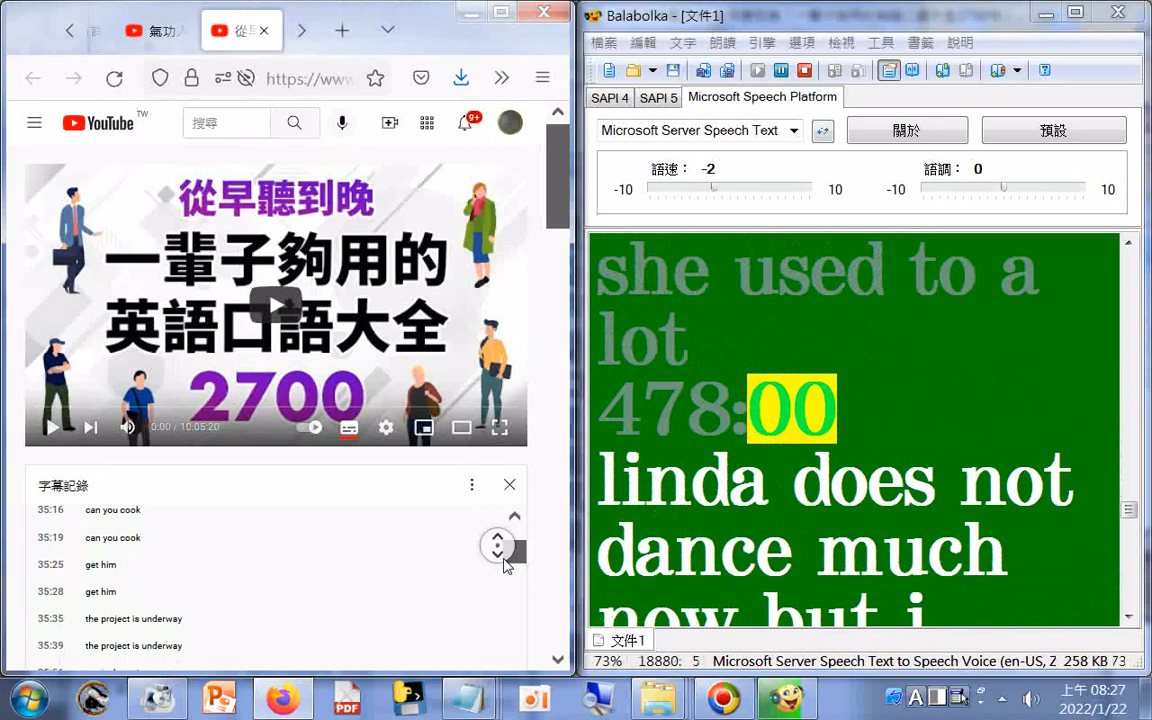 氣功
從
https://www
YouTube TW
搜尋
9+
從早聽到晚
一輩子夠用的
英語口語大全
2700
0:00 / 10:05:20
字幕記錄
35:16 can you cook
35:19 can you cook
35:25 get him
35:28 get him
35:35 the project is underway
35:39 the project is underway
Balabolka - [文件1]
檔案 編輯 文字 朗讀 引擎 選項 檢視 工具 書籤 說明
SAPI 4 SAPI 5 Microsoft Speech Platform
Microsoft Server Speech Text
關於
預設
語速： -2
語調： 0
-10 10 -10 10
she used to a
lot
478:00
linda does not
dance much
now but i
文件1
73% 18880: 5 Microsoft Server Speech Text to Speech Voice (en-US, Z 258 KB 73
PDF
A
上午 08:27
2022/1/22